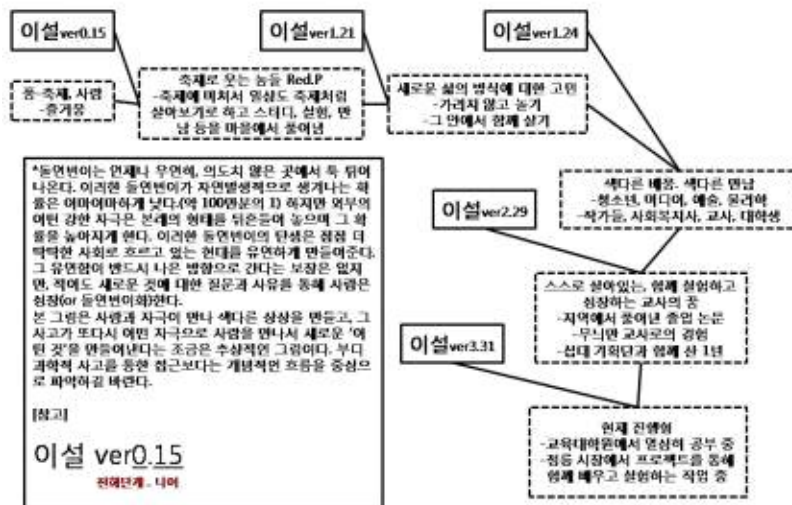 이설ver0.15
이설ver1.21
이설ver1.24
꿈-축제, 사람
-즐거움
축제로 웃는 놈들 Red.P
-축제에 미쳐서 일상도 축제처럼
살아보기로 하고 스터디, 실험, 만
남 등을 마을에서 풀어냄
새로운 삶의 방식에 대한 고민
-가리지 않고 놀기
-그 안에서 함께 살기
색다른 배움. 색다른 만남
-청소년, 미디어, 예술, 물리학
-작가들, 사회복지사, 교사, 대학생
이설ver2.29
스스로 살아있는, 함께 실험하고
성장하는 교사의 꿈
-지역에서 풀어낸 졸업 논문
-무늬만 교사로의 경험
-십대 기획단과 함께 산 1년
이설ver3.31
현재 진행형
-교육대학원에서 열심히 공부 중
-정릉 시장에서 프로젝트를 통해
함께 배우고 실험하는 작업 중
*돌연변이는 언제나 우연히, 의도치 않은 곳에서 툭 튀어
나온다. 이러한 돌연변이가 자연발생적으로 생겨나는 확
률은 어마어마하게 낮다.(약 100만분의 1) 하지만 외부의
어떤 강한 자극은 본래의 형태를 뒤흔들어 놓으며 그 확
률을 높아지게 한다. 이러한 돌연변이의 탄생은 점점 더
딱딱한 사회로 흐르고 있는 현대를 유연하게 만들어준다.
그 유연함이 반드시 나은 방향으로 간다는 보장은 없지
만, 적어도 새로운 것에 대한 질문과 사유를 통해 사람은
성장(or 돌연변이화)한다.
본 그림은 사람과 자극이 만나 색다른 상상을 만들고, 그
사고가 또다시 어떤 자극으로 사람을 만나서 새로운 '어
떤 것'을 만들어낸다는 조금은 추상적인 그림이다. 부디
과학적 사고를 통한 접근보다는 개념적인 흐름을 중심으
로 파악하길 바란다.
[참고]
이설 ver0.15
진화단계 . 나이